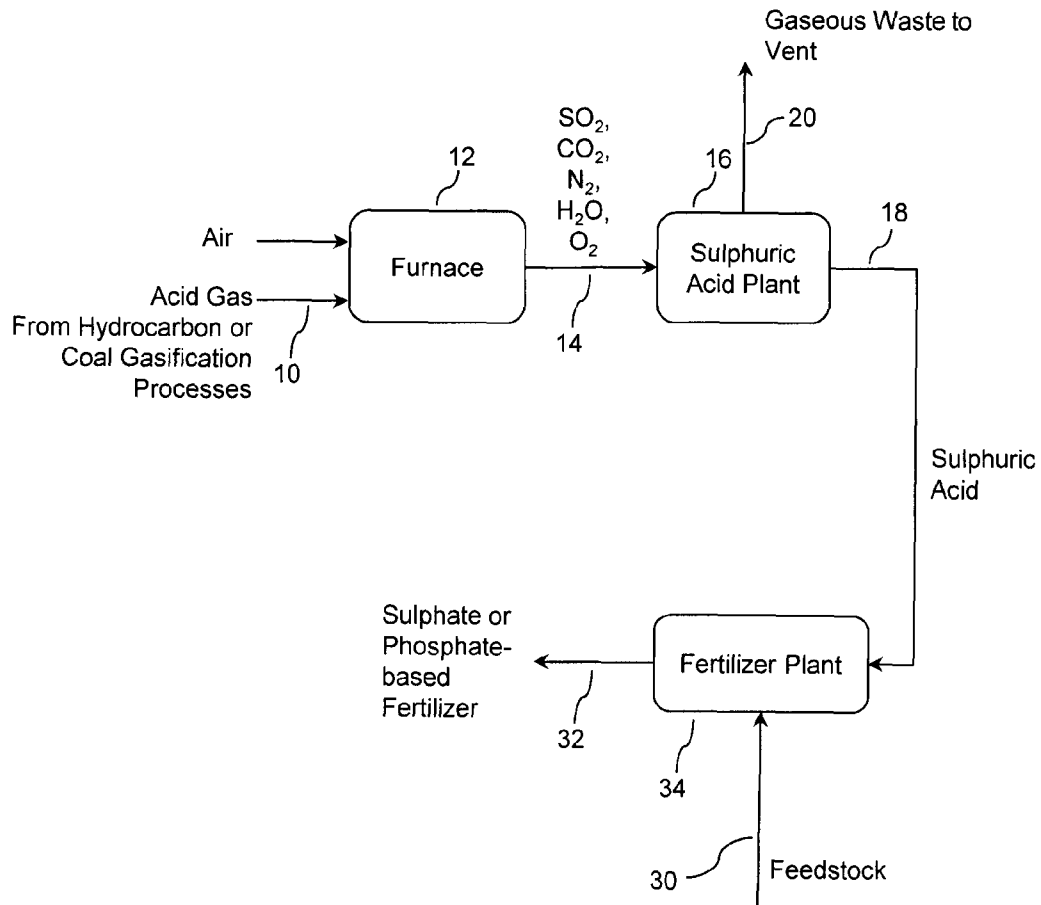 Gaseous Waste to
Vent
20
SO₂,
CO₂,
N₂,
H₂O,
O₂
12
16
18
Air
Furnace
Sulphuric
Acid Plant
Acid Gas
From Hydrocarbon or
Coal Gasification
Processes
10
14
Sulphuric
Acid
Sulphate or
Phosphate-
based
Fertilizer
Fertilizer Plant
32
34
30
Feedstock